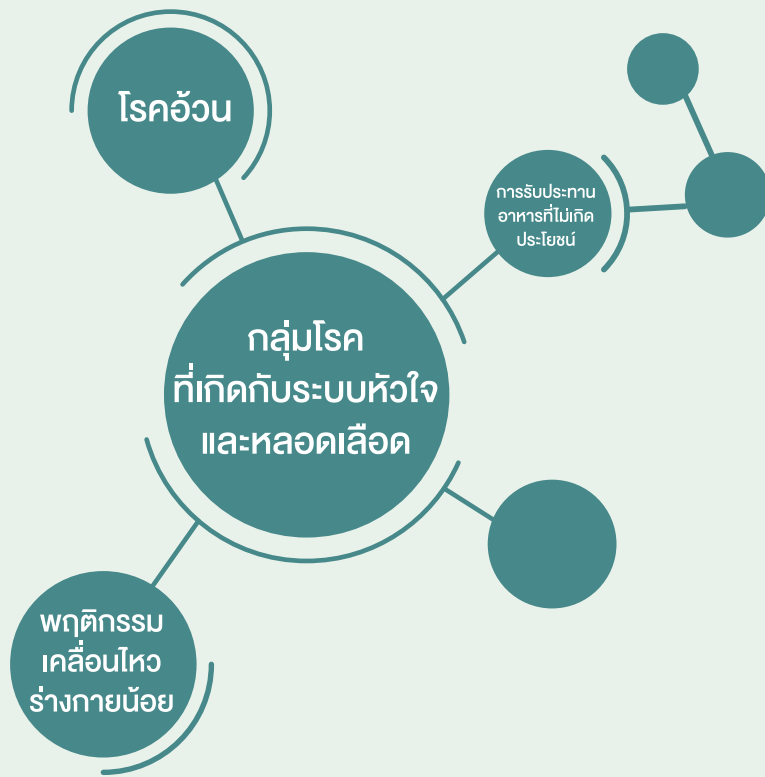 โรคอ้วน
การรับประทาน
อาหารที่ไม่เกิด
ประโยชน์
กลุ่มโรค
ที่เกิดกับระบบหัวใจ
และหลอดเลือด
พฤติกรรม
เคลื่อนไหว
ร่างกายน้อย